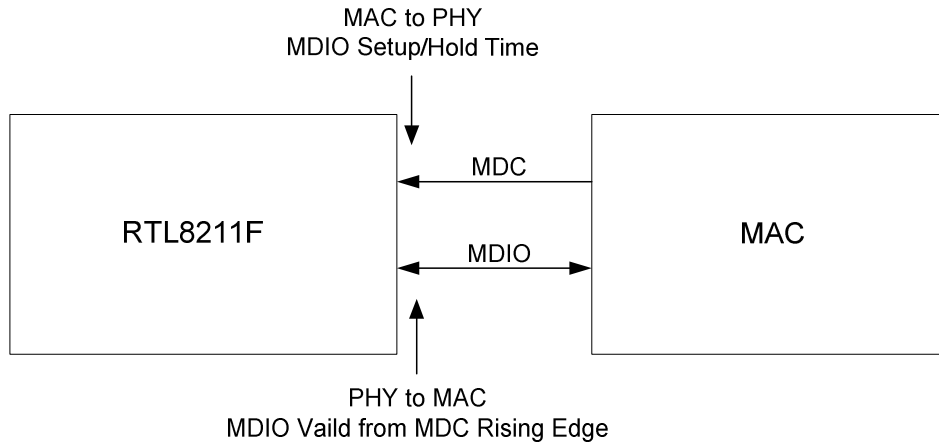 MAC to PHY
MDIO Setup/Hold Time
MDC
RTL8211F
MAC
MDIO
PHY to MAC
MDIO Vaild from MDC Rising Edge